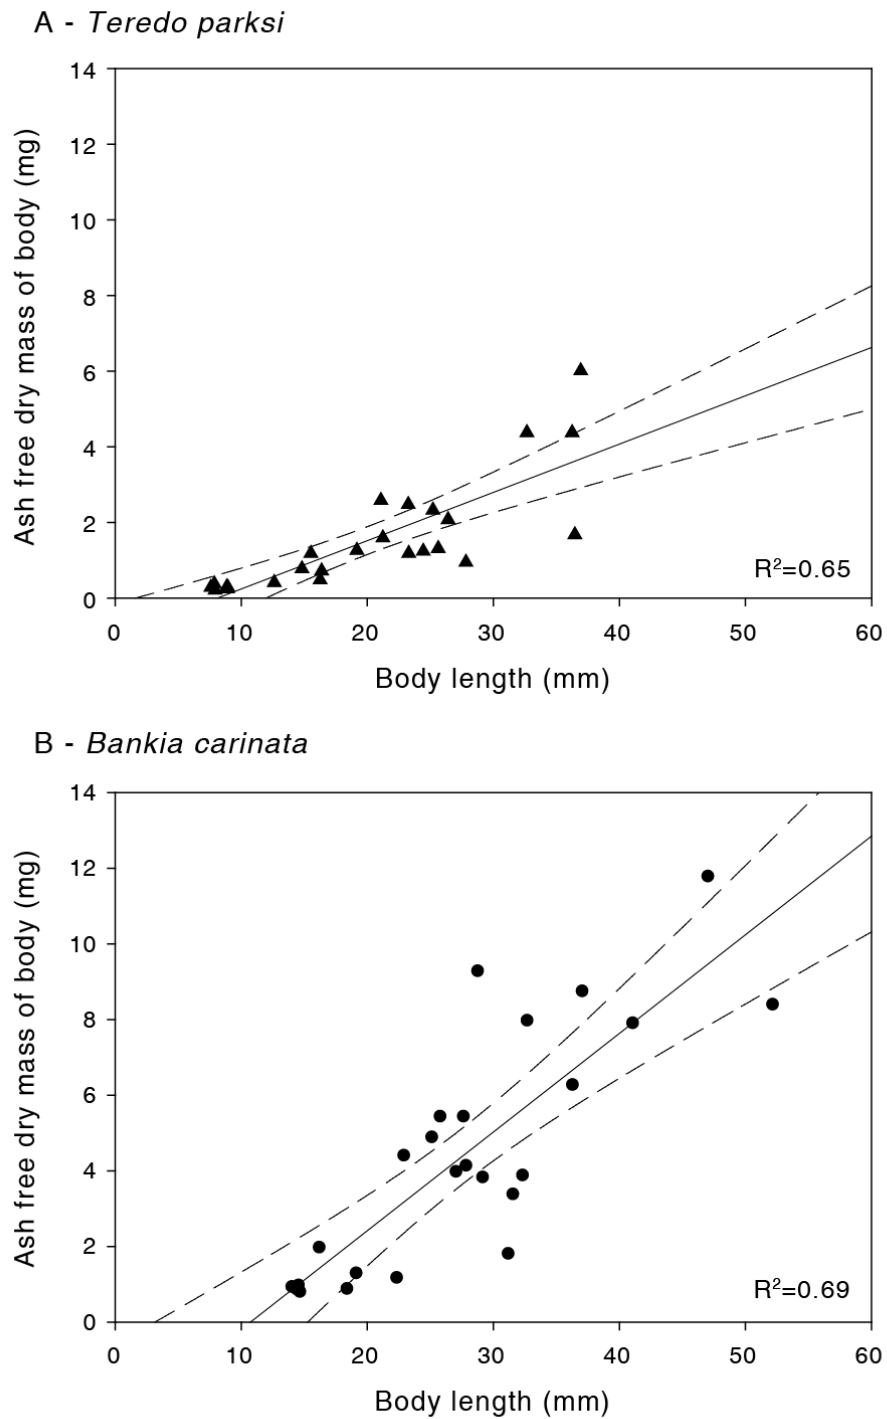 A - Teredo parksi
14
12
10
8
6
4
2
0
Ash free dry mass of body (mg)
R²=0.65
0 10 20 30 40 50 60
Body length (mm)
B - Bankia carinata
14
12
10
8
6
4
2
0
Ash free dry mass of body (mg)
R²=0.69
0 10 20 30 40 50 60
Body length (mm)